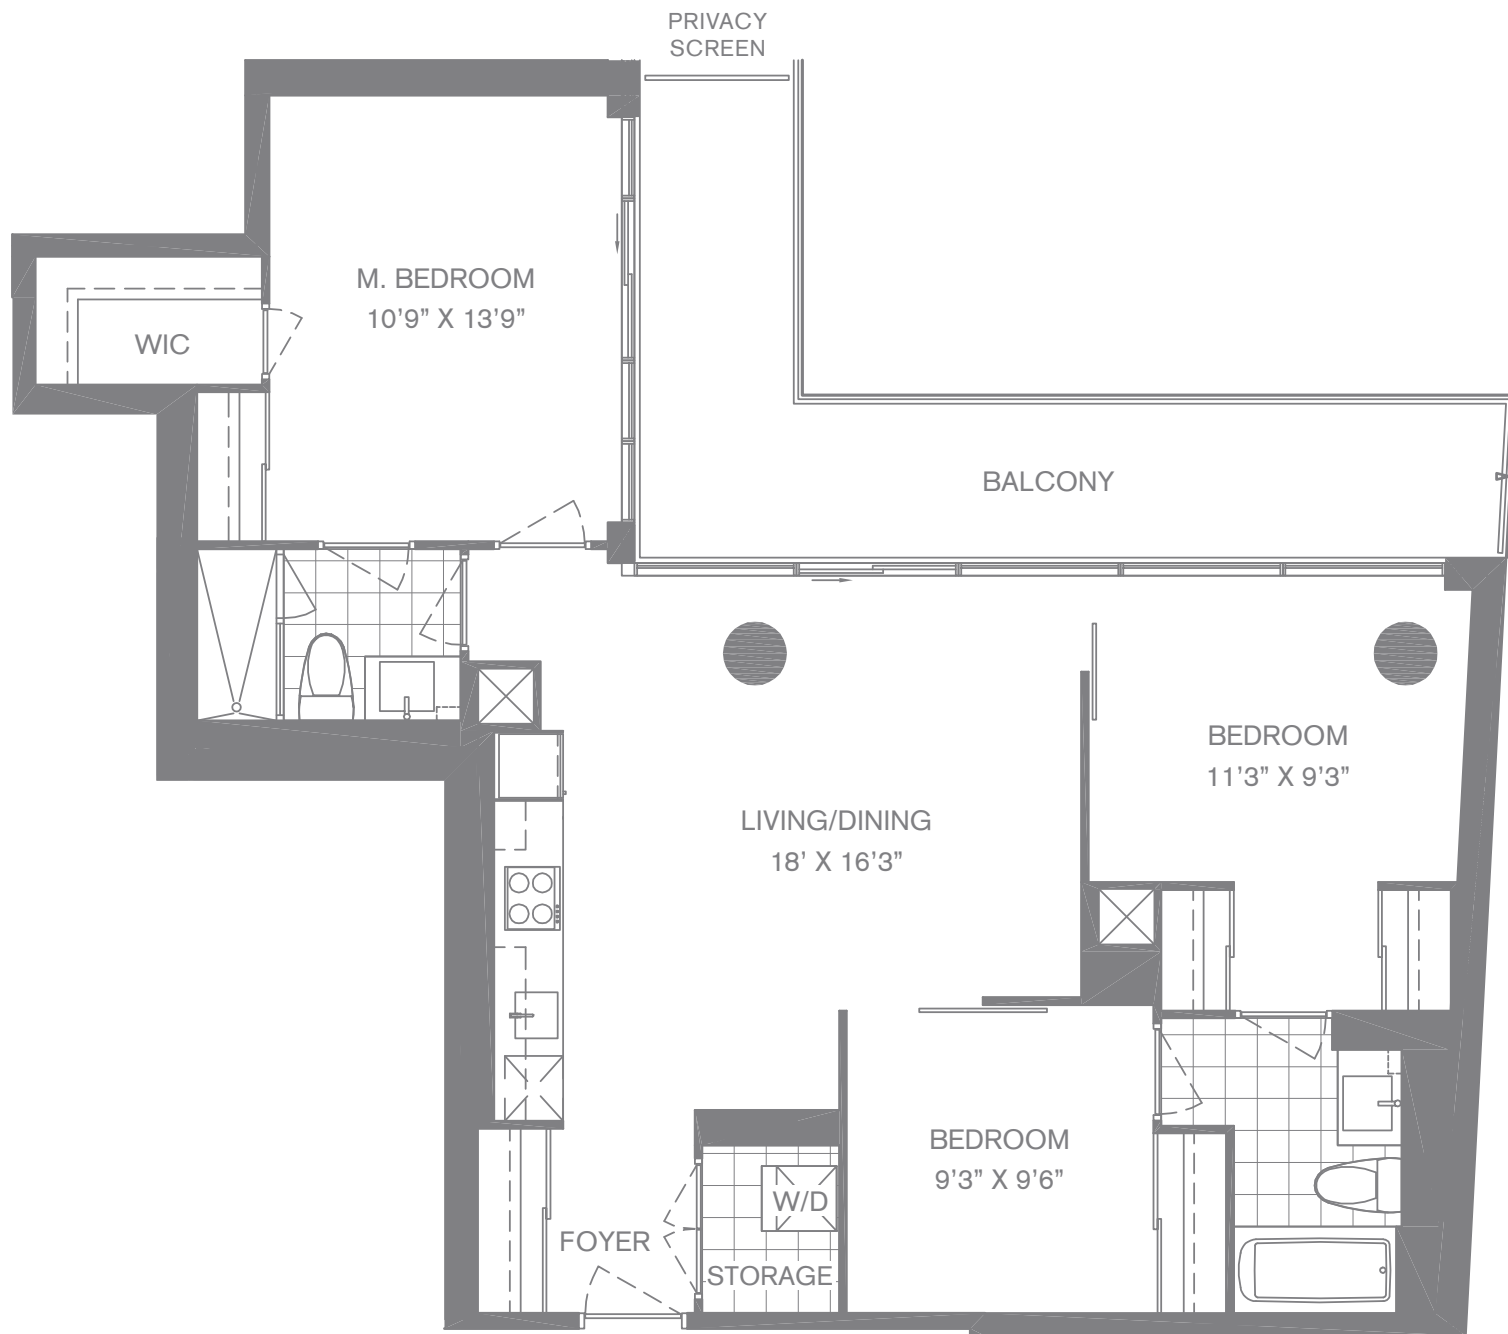 PRIVACY
SCREEN
M. BEDROOM
10’9” X 13’9”
WIC
BALCONY
BEDROOM
11’3” X 9’3”
LIVING/DINING
18’ X 16’3”
BEDROOM
9’3” X 9’6”
W/D
FOYER
STORAGE